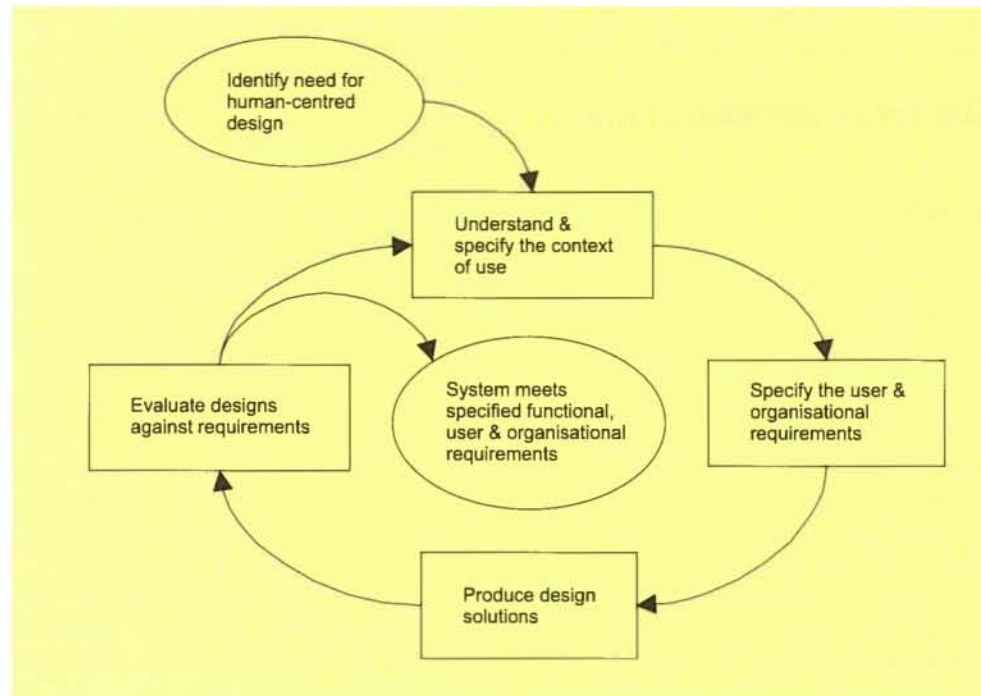 Identify need for
human-centred
design
Understand &
specify the context
of use
Specify the user &
organisational
requirements
Produce design
solutions
Evaluate designs
against requirements
System meets
specified functional,
user & organisational
requirements